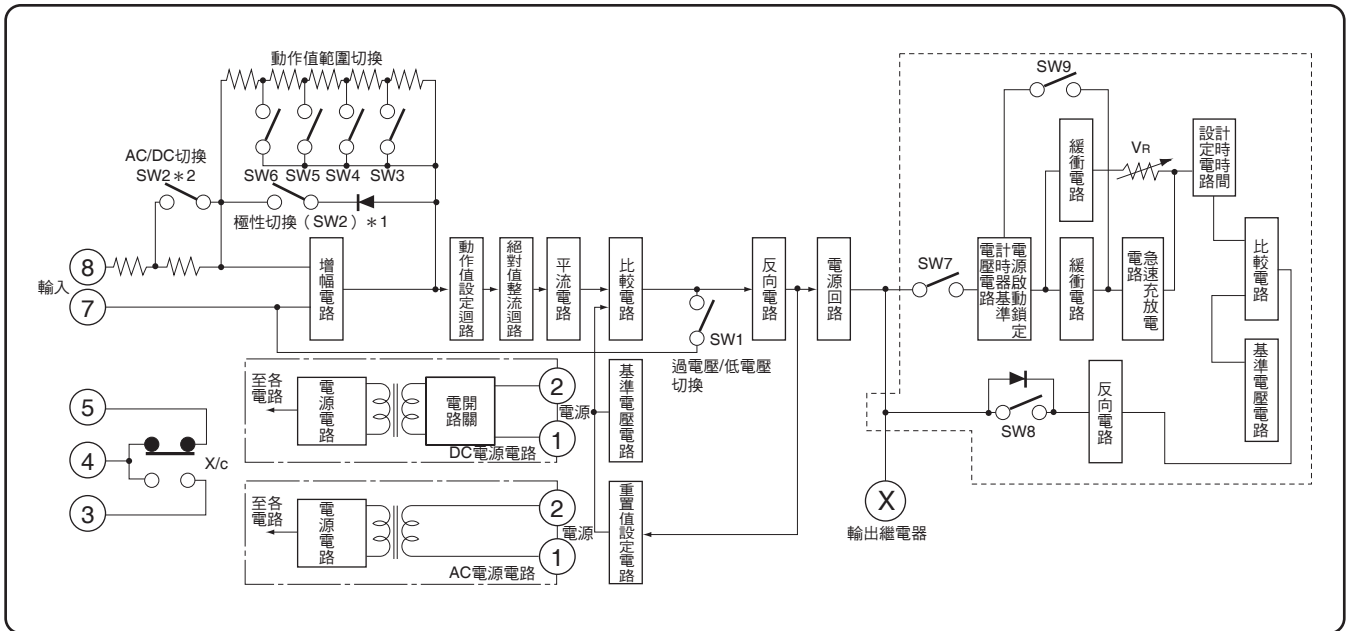 動作值範圍切換
SW9
AC/DC切換
SW2＊2
SW6 SW5 SW4 SW3
極性切換（SW2）＊1
緩衝電路
VR
計時時間
設定電路
8
輸入
7
增幅電路
動作值設定迴路
絕對值整流迴路
平流電路
比較電路
SW1
過電壓/低電壓
切換
反向電路
電源回路
SW7
電源啟動鎖定
計時器基準
電壓電路
緩衝電路
急速充放電
電路
比較電路
基準電壓電路
至各
電路
電源電路
電開
路關
2
電源
1
DC電源電路
基準電壓電路
SW8
反向電路
5
4
X/c
3
至各
電路
電源電路
2
電源
1
AC電源電路
重置值設定電路
X
輸出繼電器